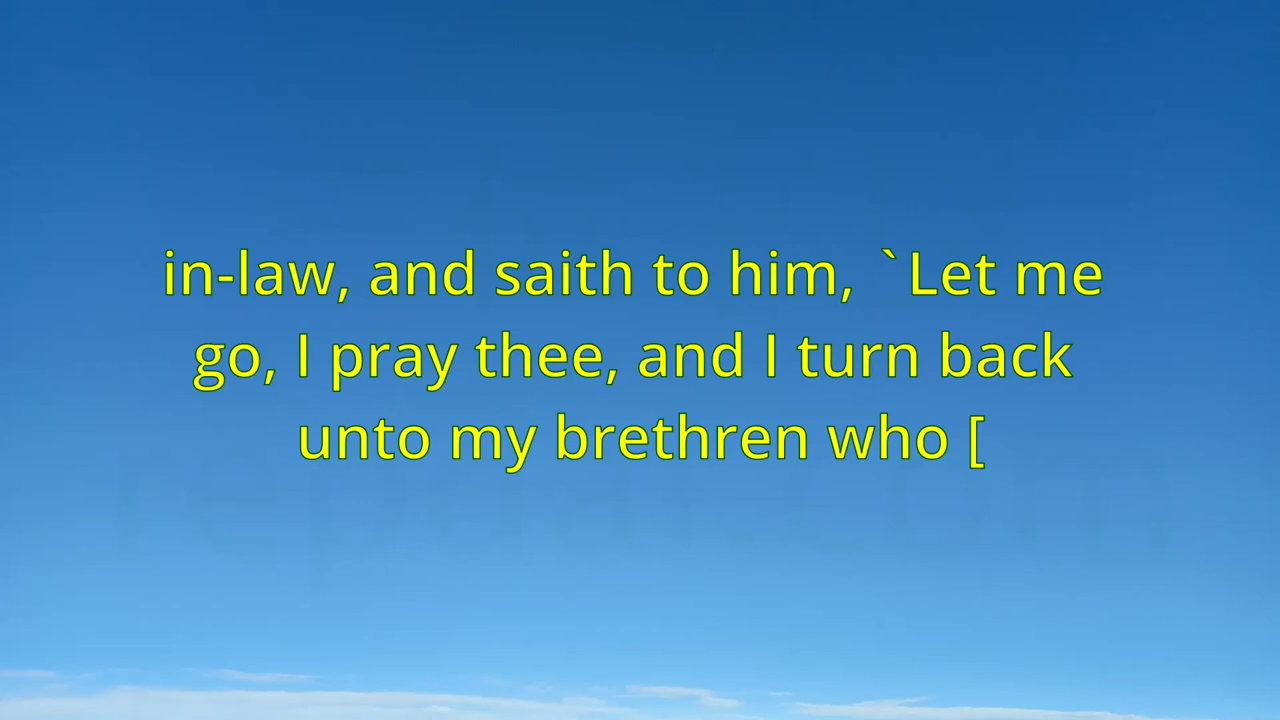 in-law, and saith to him, `Let me
go, I pray thee, and I turn back
unto my brethren who [